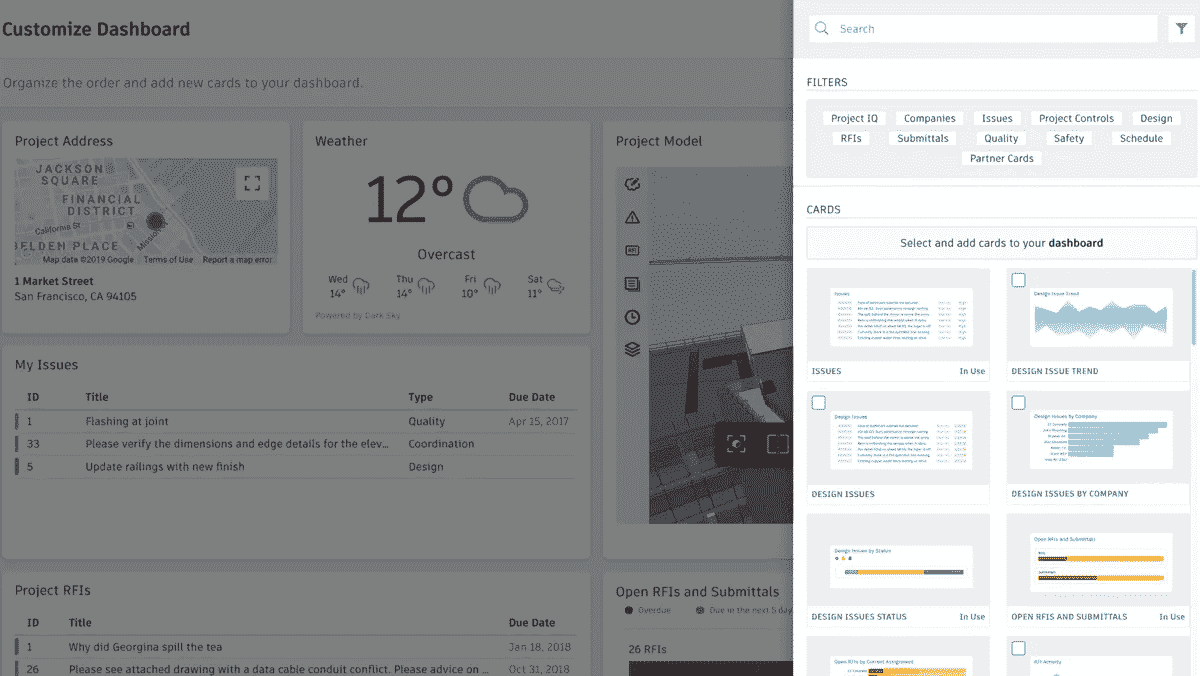 Customize Dashboard
Organize the order and add new cards to your dashboard.
Project Address
JACKSON
SQUARE
FINANCIAL
DISTRICT
California St
BELDEN PLACE
Mission
Map data ©2019 Google Terms of Use Report a map error
1 Market Street
San Francisco, CA 94105
Weather
12°
Overcast
Wed Thu Fri Sat
14° 14° 10° 11°
Powered by Dark Sky
Project Model
RFI
My Issues
ID Title Type Due Date
1 Flashing at joint Quality Apr 15, 2017
33 Please verify the dimensions and edge details for the elev... Coordination
5 Update railings with new finish Design
Project RFIs
ID Title Due Date
1 Why did Georgina spill the tea Jan 18, 2018
26 Please see attached drawing with a data cable conduit conflict. Please advice on ... Oct 31, 2018
Open RFIs and Submittals
Overdue Due in the next 5 day
26 RFIs
Search
FILTERS
Project IQ Companies Issues Project Controls Design
RFIs Submittals Quality Safety Schedule
Partner Cards
CARDS
Select and add cards to your dashboard
Issues
ISSUES In Use
Design Issue Trend
DESIGN ISSUE TREND
Design Issues
DESIGN ISSUES
Design Issues by Company
DESIGN ISSUES BY COMPANY
Design Issues by Status
DESIGN ISSUES STATUS In Use
Open RFIs and Submittals
OPEN RFIS AND SUBMITTALS In Use
Open RFIs by Current Assignment